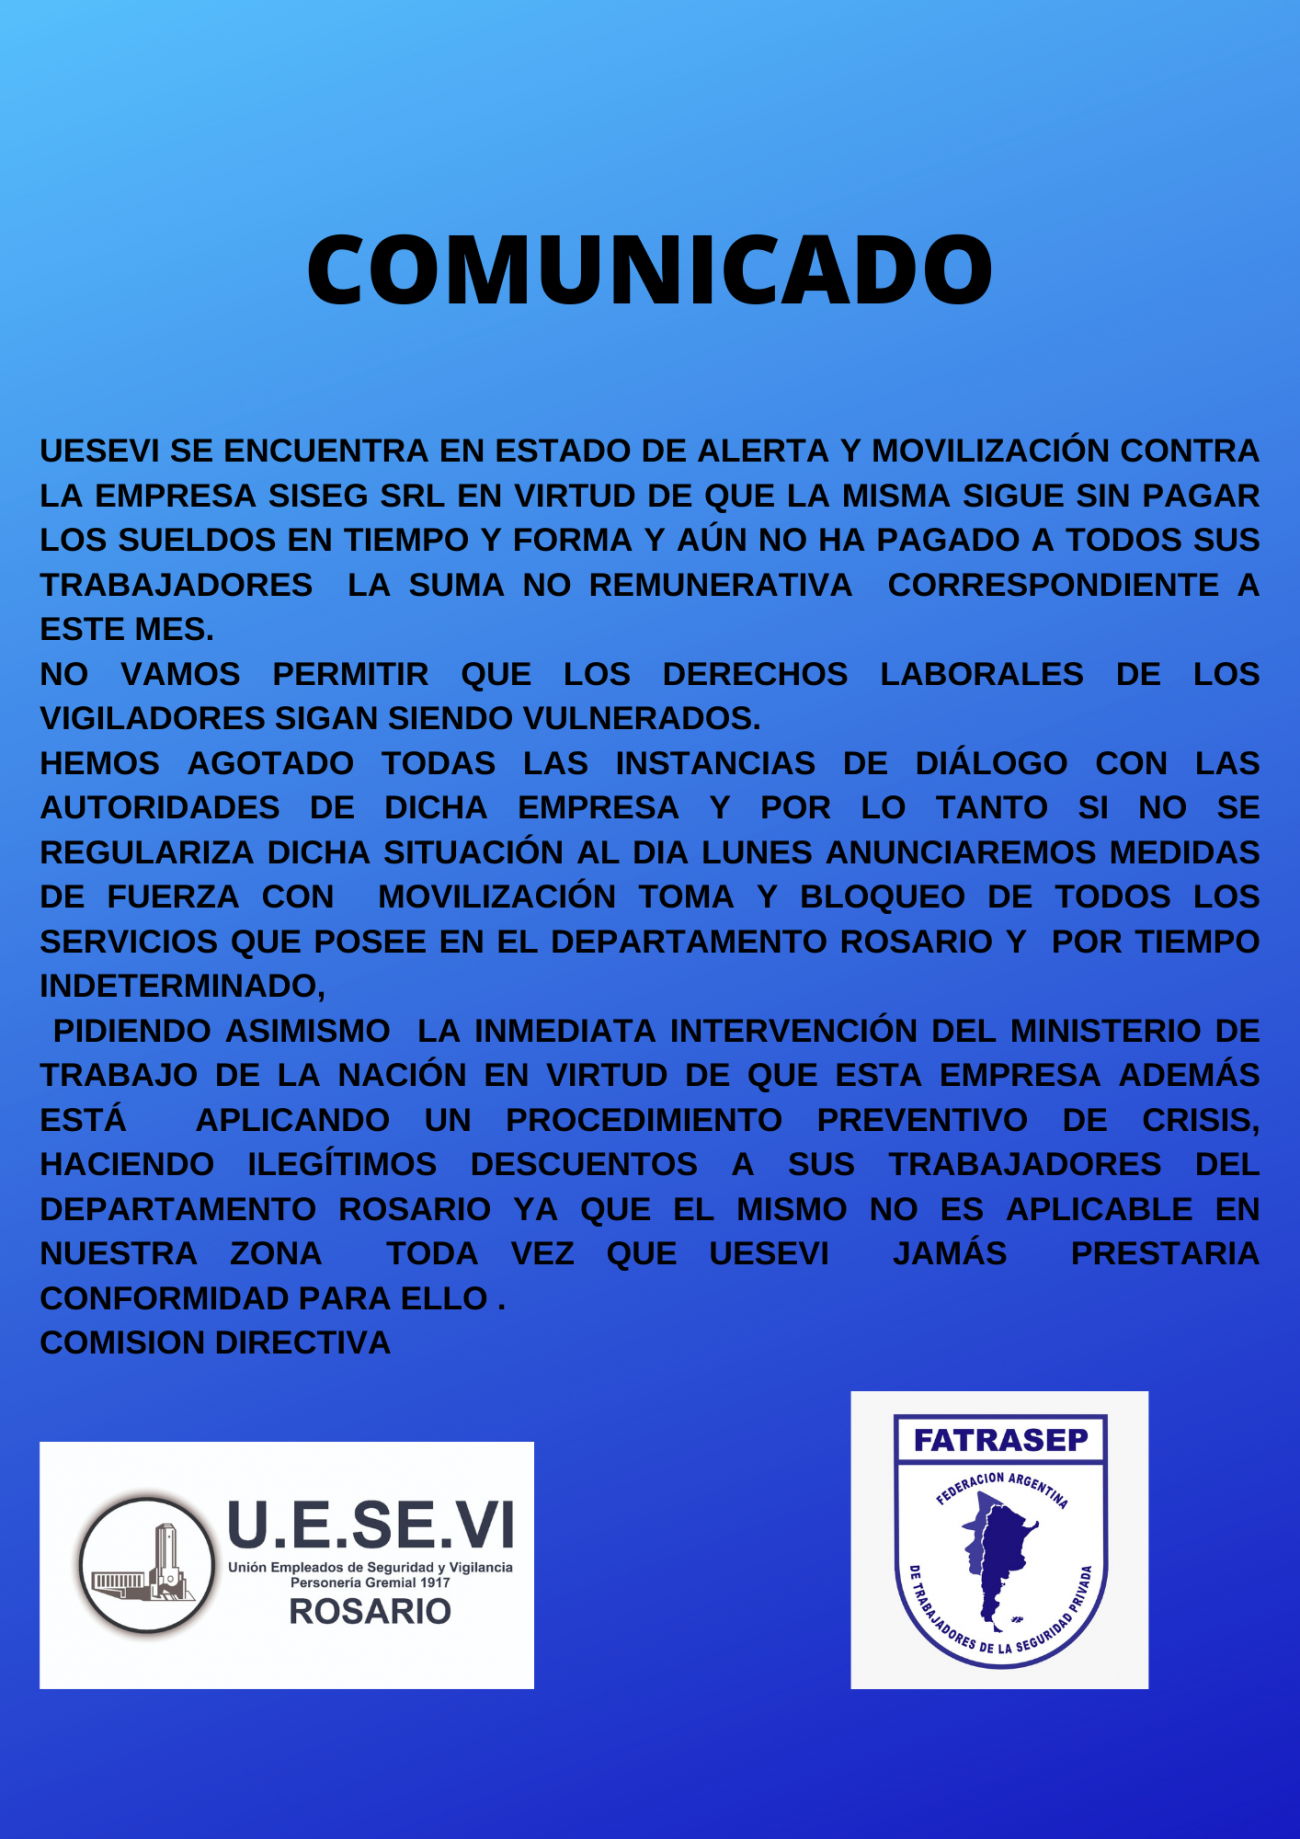 COMUNICADO
UESEVI SE ENCUENTRA EN ESTADO DE ALERTA Y MOVILIZACIÓN CONTRA
LA EMPRESA SISEG SRL EN VIRTUD DE QUE LA MISMA SIGUE SIN PAGAR
LOS SUELDOS EN TIEMPO Y FORMA Y AÚN NO HA PAGADO A TODOS SUS
TRABAJADORES LA SUMA NO REMUNERATIVA CORRESPONDIENTE A
ESTE MES.
NO VAMOS PERMITIR QUE LOS DERECHOS LABORALES DE LOS
VIGILADORES SIGAN SIENDO VULNERADOS.
HEMOS AGOTADO TODAS LAS INSTANCIAS DE DIÁLOGO CON LAS
AUTORIDADES DE DICHA EMPRESA Y POR LO TANTO SI NO SE
REGULARIZA DICHA SITUACIÓN AL DIA LUNES ANUNCIAREMOS MEDIDAS
DE FUERZA CON MOVILIZACIÓN TOMA Y BLOQUEO DE TODOS LOS
SERVICIOS QUE POSEE EN EL DEPARTAMENTO ROSARIO Y POR TIEMPO
INDETERMINADO,
PIDIENDO ASIMISMO LA INMEDIATA INTERVENCIÓN DEL MINISTERIO DE
TRABAJO DE LA NACIÓN EN VIRTUD DE QUE ESTA EMPRESA ADEMÁS
ESTÁ APLICANDO UN PROCEDIMIENTO PREVENTIVO DE CRISIS,
HACIENDO ILEGÍTIMOS DESCUENTOS A SUS TRABAJADORES DEL
DEPARTAMENTO ROSARIO YA QUE EL MISMO NO ES APLICABLE EN
NUESTRA ZONA TODA VEZ QUE UESEVI JAMÁS PRESTARIA
CONFORMIDAD PARA ELLO .
COMISION DIRECTIVA
U.E.SE.VI
Unión Empleados de Seguridad y Vigilancia
Personería Gremial 1917
ROSARIO
FATRASEP
FEDERACION ARGENTINA
DE TRABAJADORES DE LA SEGURIDAD PRIVADA